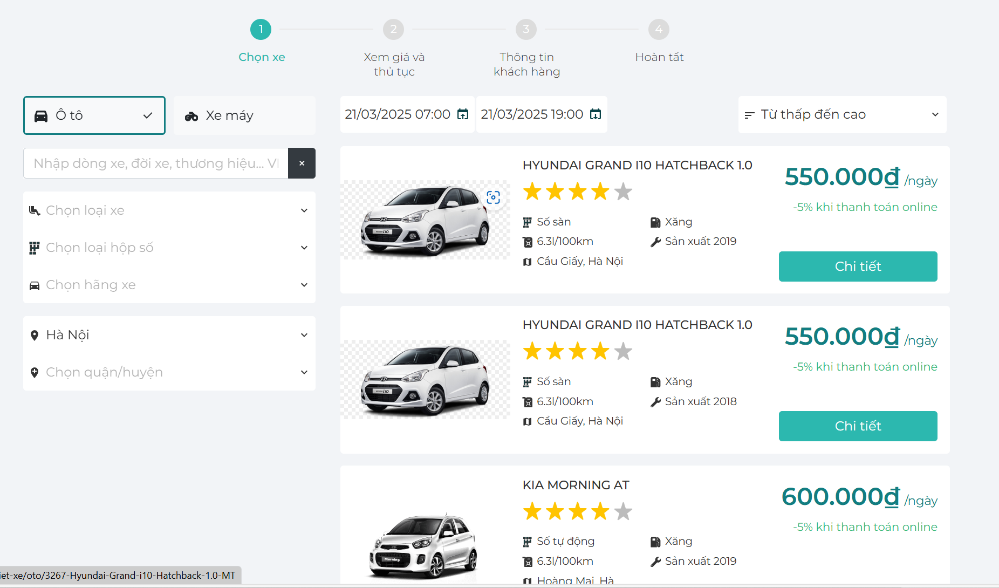 1
2
3
4
Chọn xe
Xem giá và
thủ tục
Thông tin
khách hàng
Hoàn tất
Ô tô
Xe máy
Nhập dòng xe, đời xe, thương hiệu...
Chọn loại xe
Chọn loại hộp số
Chọn hãng xe
Hà Nội
Chọn quận/huyện
21/03/2025 07:00
21/03/2025 19:00
Từ thấp đến cao
HYUNDAI GRAND I10 HATCHBACK 1.0
Số sàn
Xăng
6.3l/100km
Sản xuất 2019
Cầu Giấy, Hà Nội
550.000₫ /ngày
-5% khi thanh toán online
Chi tiết
HYUNDAI GRAND I10 HATCHBACK 1.0
Số sàn
Xăng
6.3l/100km
Sản xuất 2018
Cầu Giấy, Hà Nội
550.000₫ /ngày
-5% khi thanh toán online
Chi tiết
KIA MORNING AT
Morning
Số tự động
Xăng
6.3l/100km
Sản xuất 2019
Hoàng Mai, Hà
600.000₫ /ngày
-5% khi thanh toán online
iet-xe/oto/3267-Hyundai-Grand-i10-Hatchback-1.0-MT